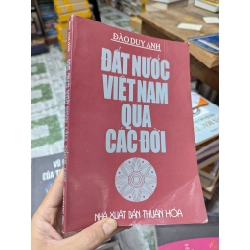 ĐÀO DUY ANH
ĐẤT NƯỚC
VIỆT NAM
QUA
CÁC ĐỜI
NHÀ XUẤT BẢN THUẬN HÓA